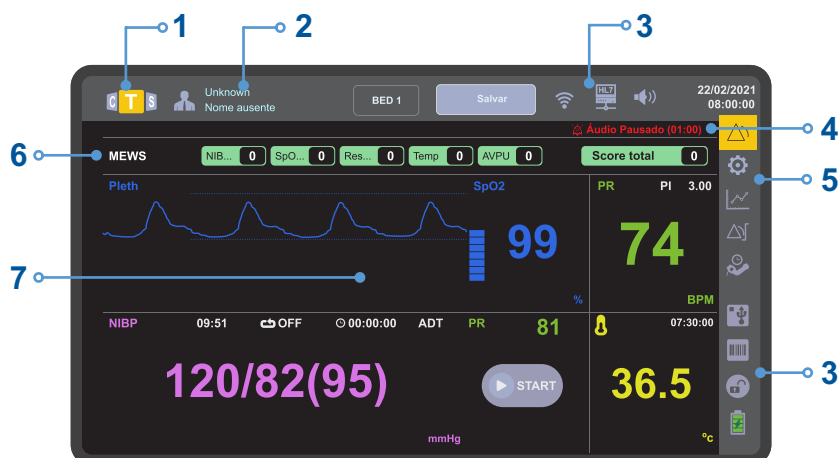 1
2
3
C T S
Unknown
Nome ausente
BED 1
Salvar
HL7
22/02/2021
08:00:00
Áudio Pausado (01:00)
4
6
MEWS
NIB... 0
SpO... 0
Res... 0
Temp 0
AVPU 0
Score total 0
5
Pleth
SpO2
99
%
PR
PI 3.00
74
BPM
7
NIBP
09:51
OFF
00:00:00
ADT
PR
81
07:30:00
120/82(95)
START
mmHg
36.5
°c
3